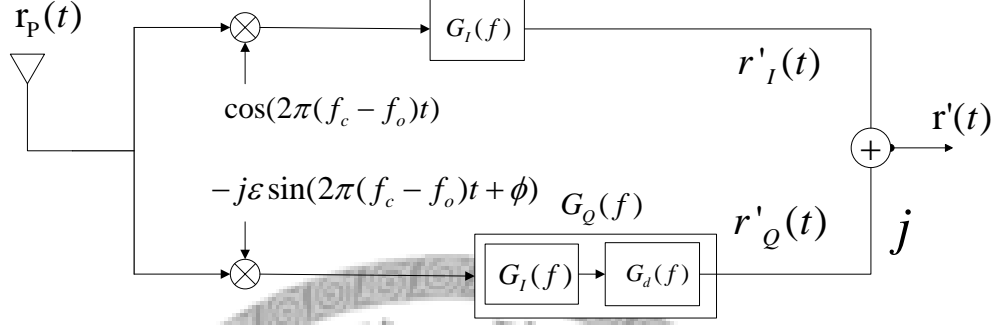 r_P(t)
G_I(f)
r'_I(t)
cos(2π(f_c − f_o)t)
+
r'(t)
−jε sin(2π(f_c − f_o)t + ϕ)
G_Q(f)
r'_Q(t)
j
G_I(f)
G_d(f)